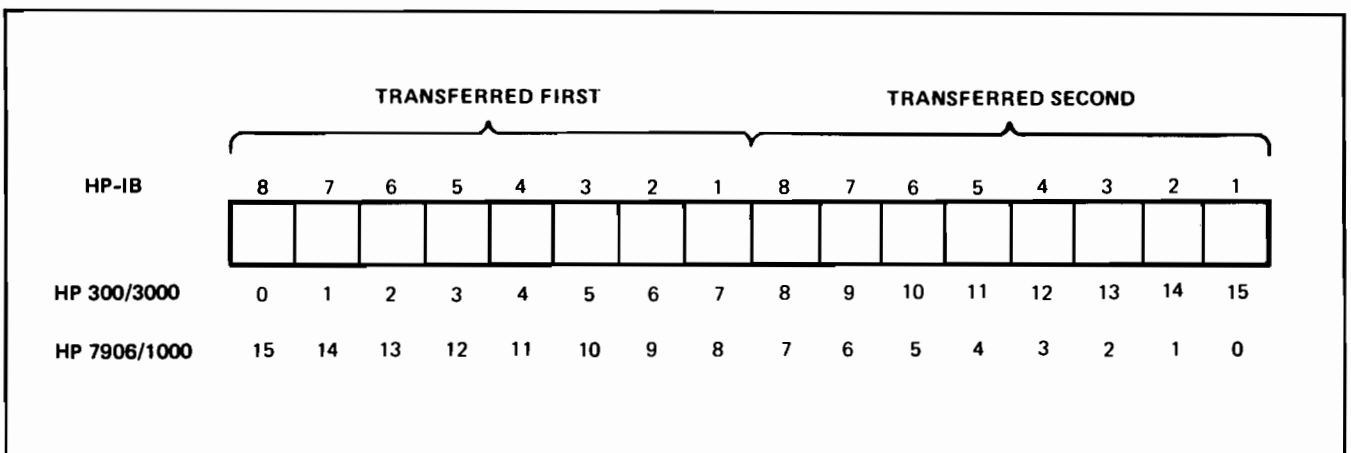 TRANSFERRED FIRST TRANSFERRED SECOND
HP-IB 8 7 6 5 4 3 2 1 8 7 6 5 4 3 2 1
HP 300/3000 0 1 2 3 4 5 6 7 8 9 10 11 12 13 14 15
HP 7906/1000 15 14 13 12 11 10 9 8 7 6 5 4 3 2 1 0